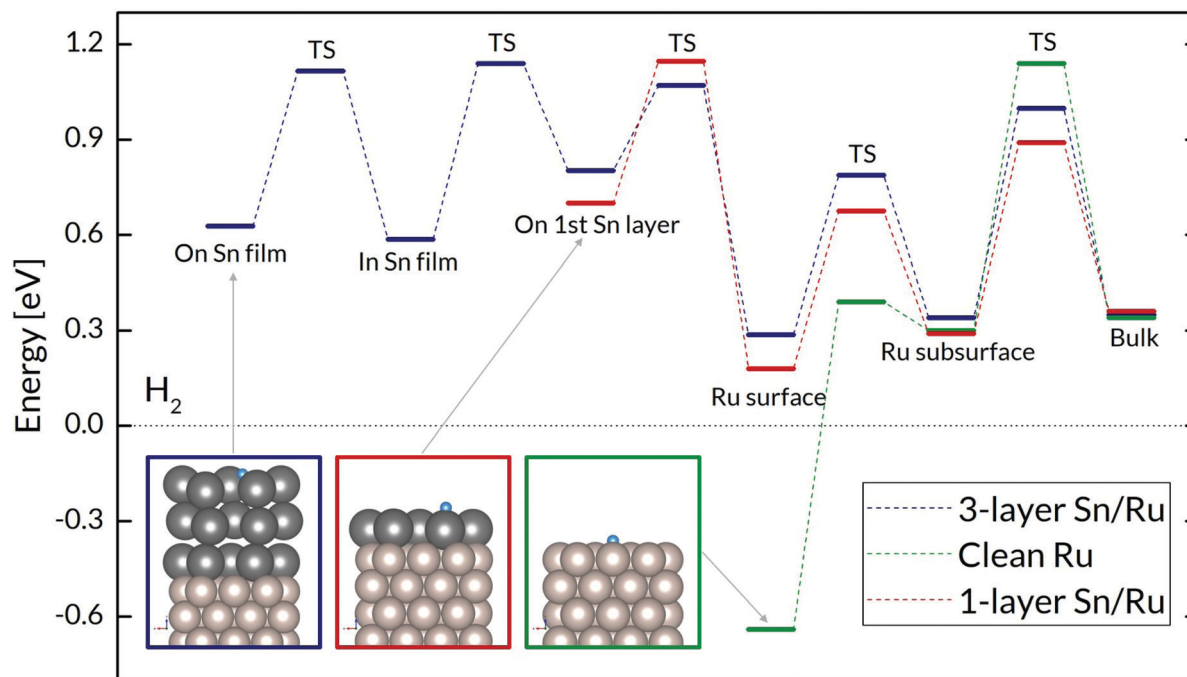 Energy [eV]
1.2
0.9
0.6
0.3
0.0
-0.3
-0.6
TS
TS
TS
TS
TS
On Sn film
In Sn film
On 1st Sn layer
Ru surface
Ru subsurface
Bulk
H₂
3-layer Sn/Ru
Clean Ru
1-layer Sn/Ru